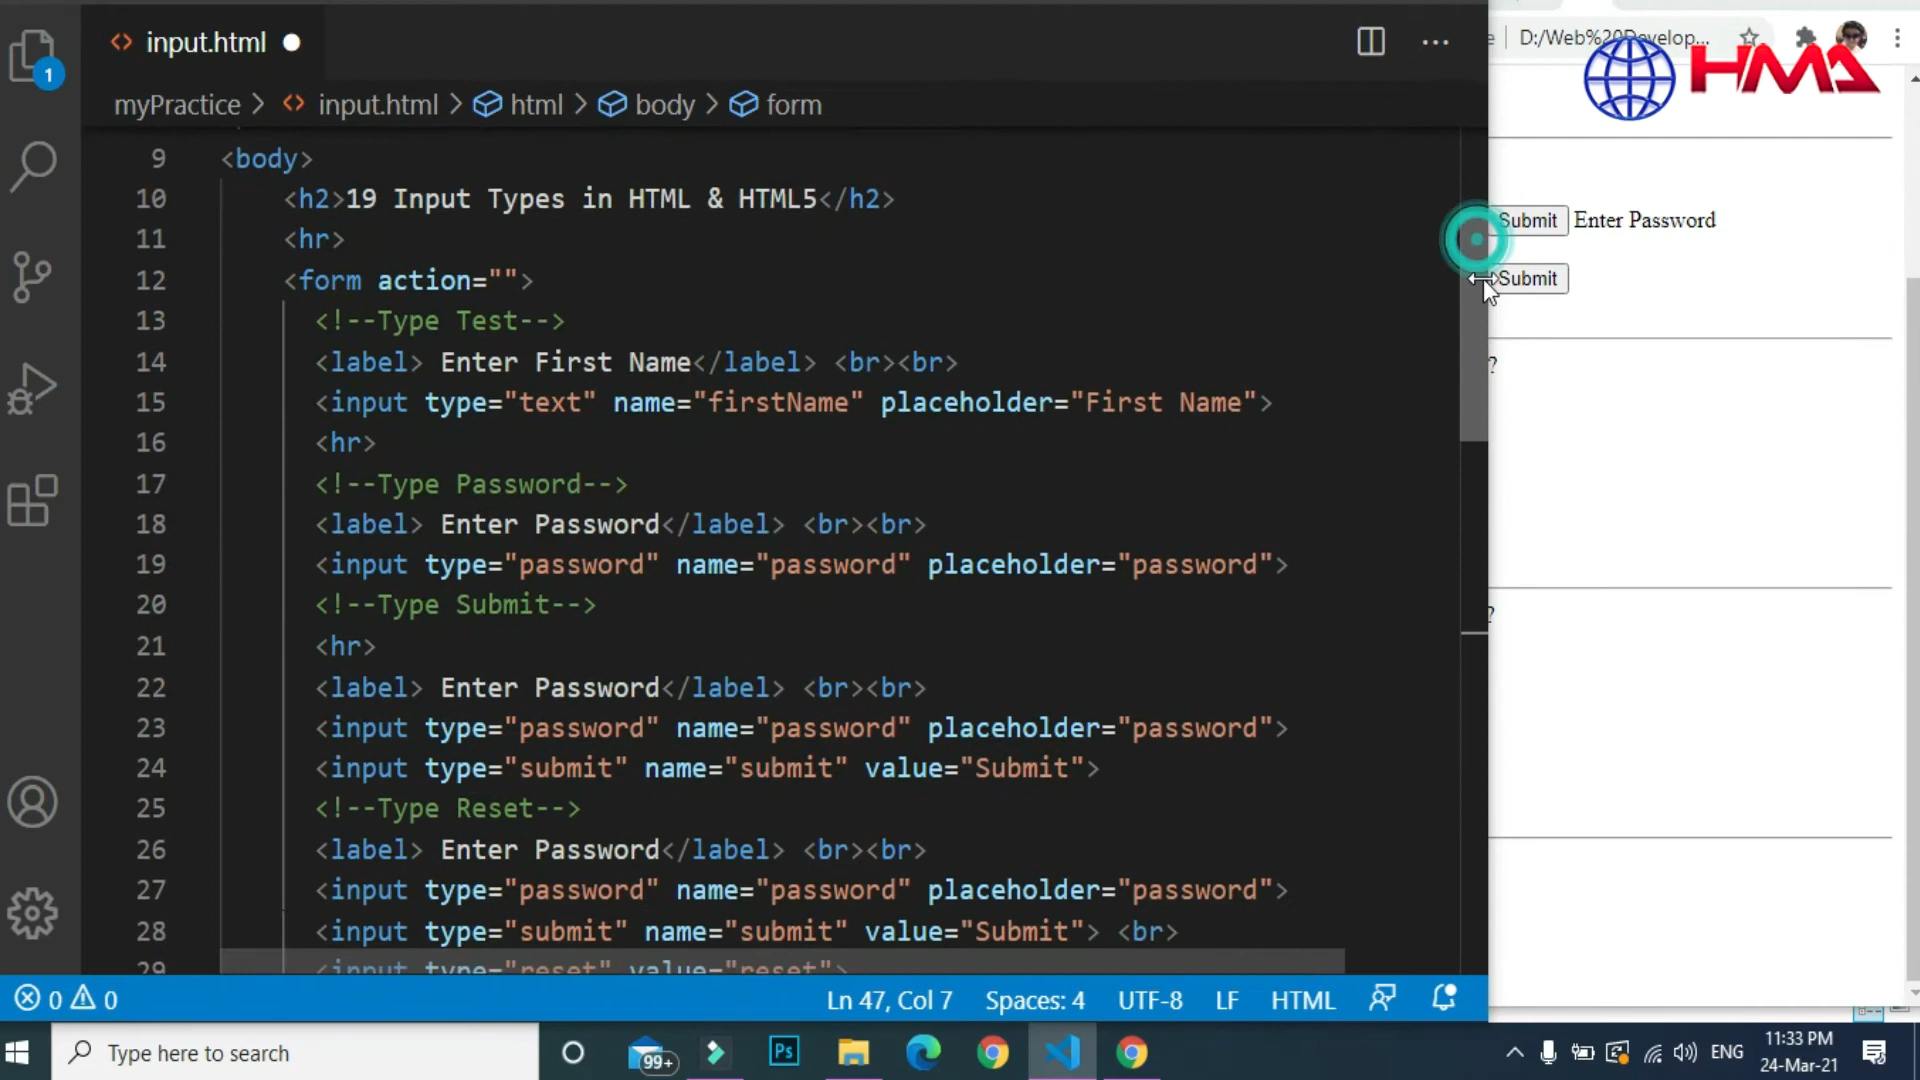 input.html
D:/Web%20Develop...
HMA
1
myPractice > input.html > html > body > form
9 <body>
10 <h2>19 Input Types in HTML & HTML5</h2>
11 <hr>
12 <form action="">
13 <!--Type Test-->
14 <label> Enter First Name</label> <br><br>
15 <input type="text" name="firstName" placeholder="First Name">
16 <hr>
17 <!--Type Password-->
18 <label> Enter Password</label> <br><br>
19 <input type="password" name="password" placeholder="password">
20 <!--Type Submit-->
21 <hr>
22 <label> Enter Password</label> <br><br>
23 <input type="password" name="password" placeholder="password">
24 <input type="submit" name="submit" value="Submit">
25 <!--Type Reset-->
26 <label> Enter Password</label> <br><br>
27 <input type="password" name="password" placeholder="password">
28 <input type="submit" name="submit" value="Submit"> <br>
29 <input type="reset" value="reset">
Submit Enter Password
Submit
?
?
0 0
Ln 47, Col 7 Spaces: 4 UTF-8 LF HTML
Type here to search
99+
Ps
ENG
11:33 PM
24-Mar-21